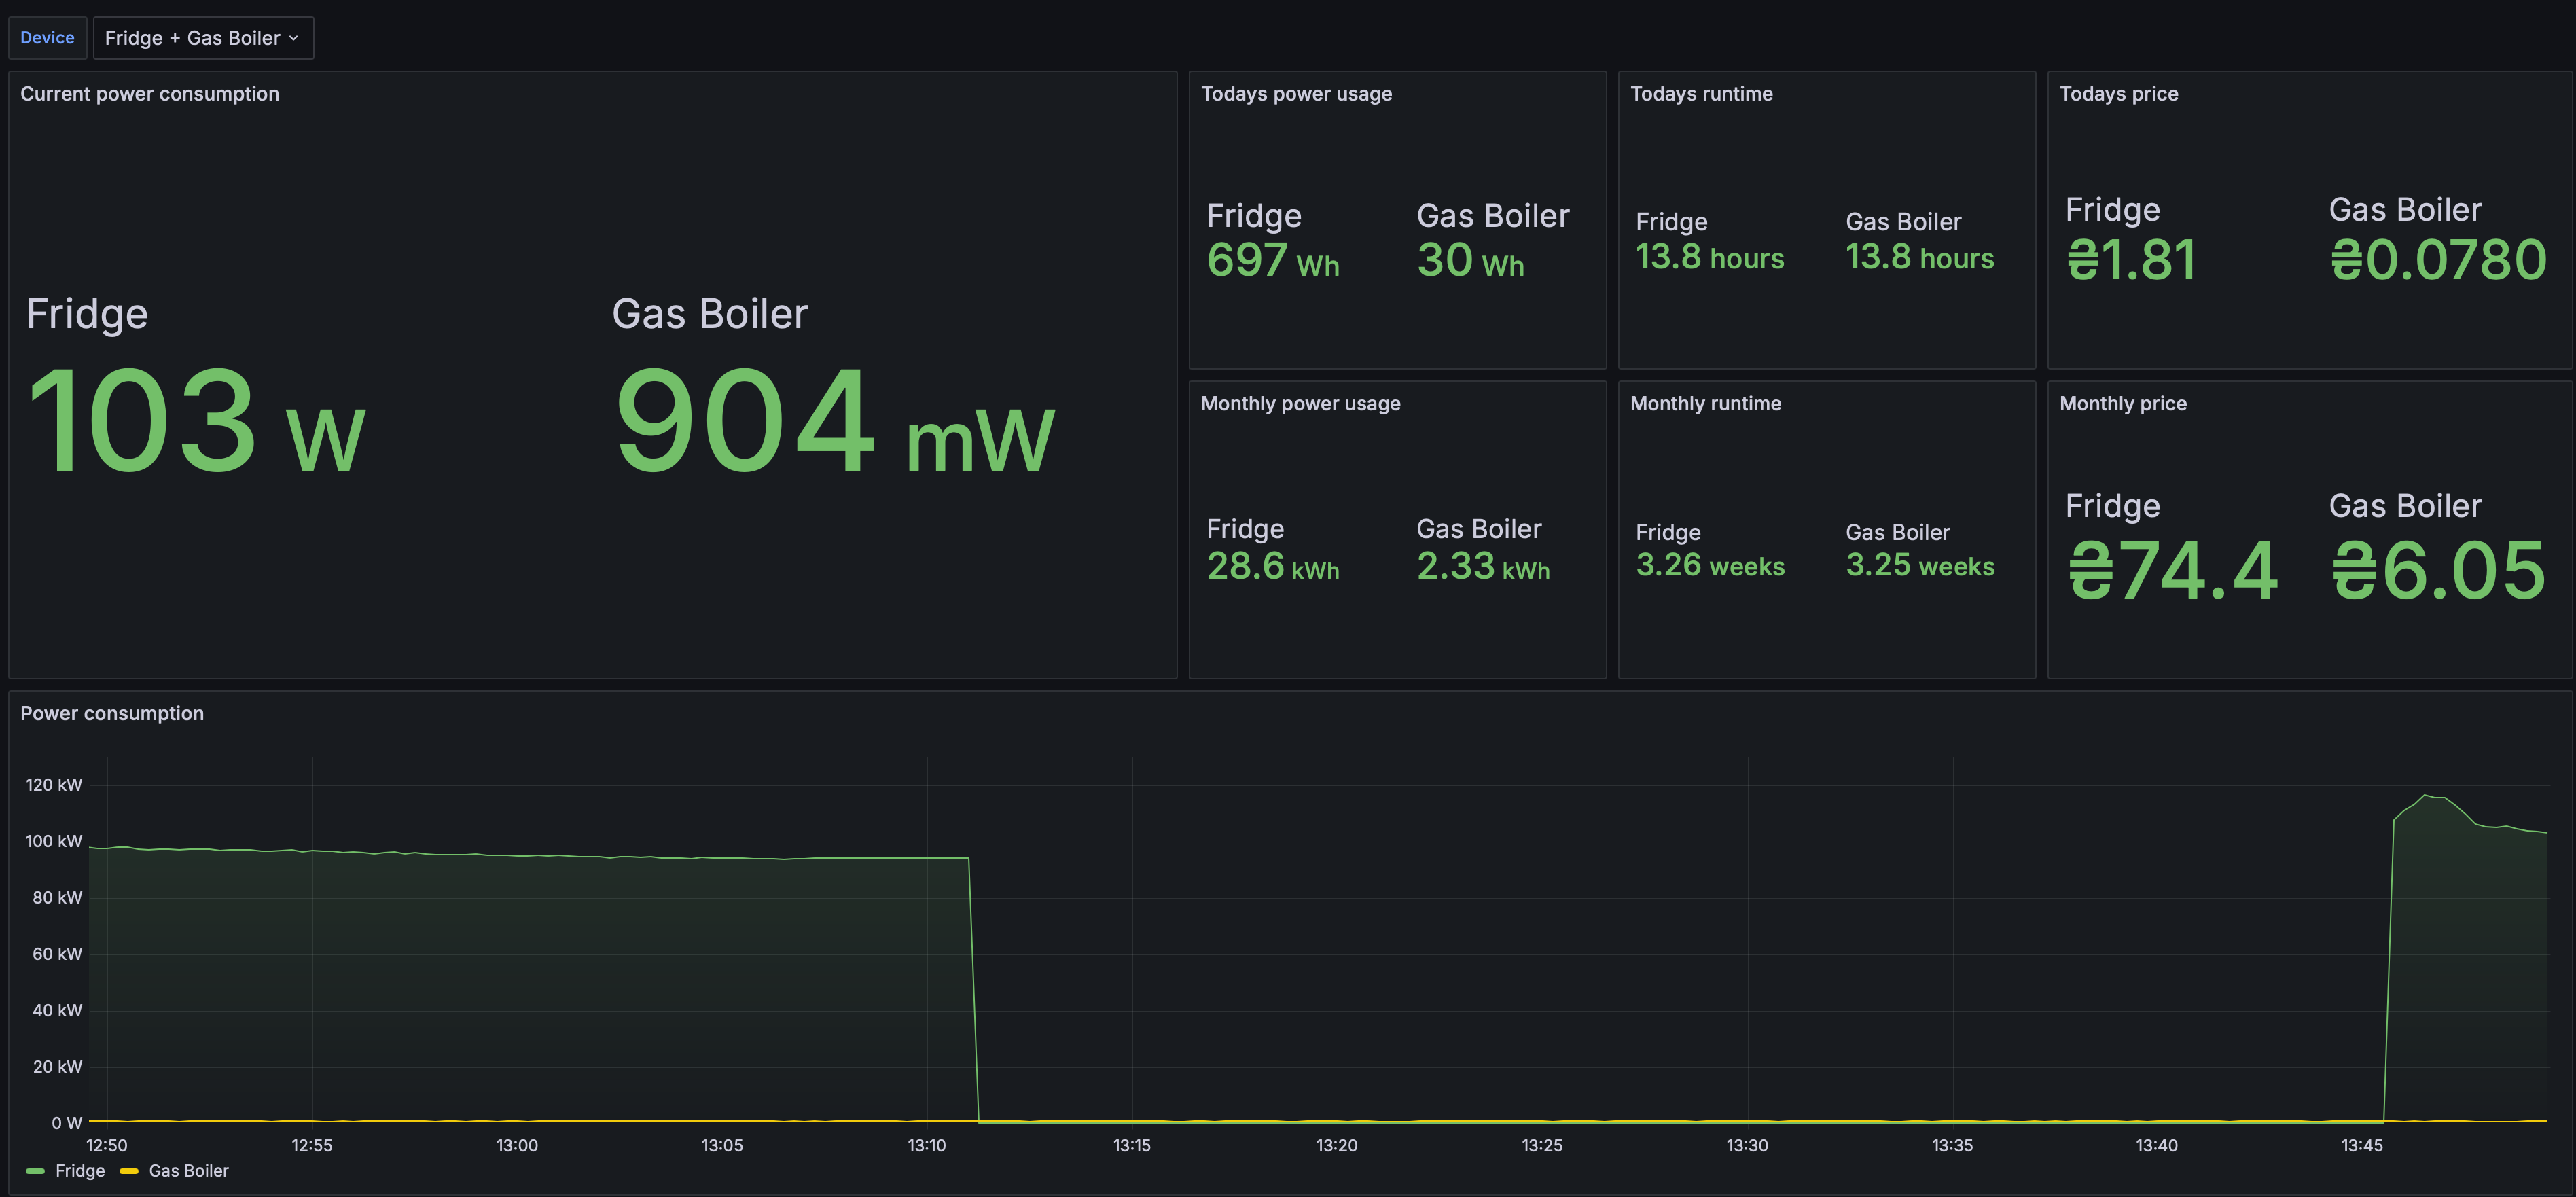 Device
Fridge + Gas Boiler
Current power consumption
Fridge
103 W
Gas Boiler
904 mW
Todays power usage
Fridge
697 Wh
Gas Boiler
30 Wh
Todays runtime
Fridge
13.8 hours
Gas Boiler
13.8 hours
Todays price
Fridge
₴1.81
Gas Boiler
₴0.0780
Monthly power usage
Fridge
28.6 kWh
Gas Boiler
2.33 kWh
Monthly runtime
Fridge
3.26 weeks
Gas Boiler
3.25 weeks
Monthly price
Fridge
₴74.4
Gas Boiler
₴6.05
Power consumption
120 kW
100 kW
80 kW
60 kW
40 kW
20 kW
0 W
12:50 12:55 13:00 13:05 13:10 13:15 13:20 13:25 13:30 13:35 13:40 13:45
Fridge Gas Boiler